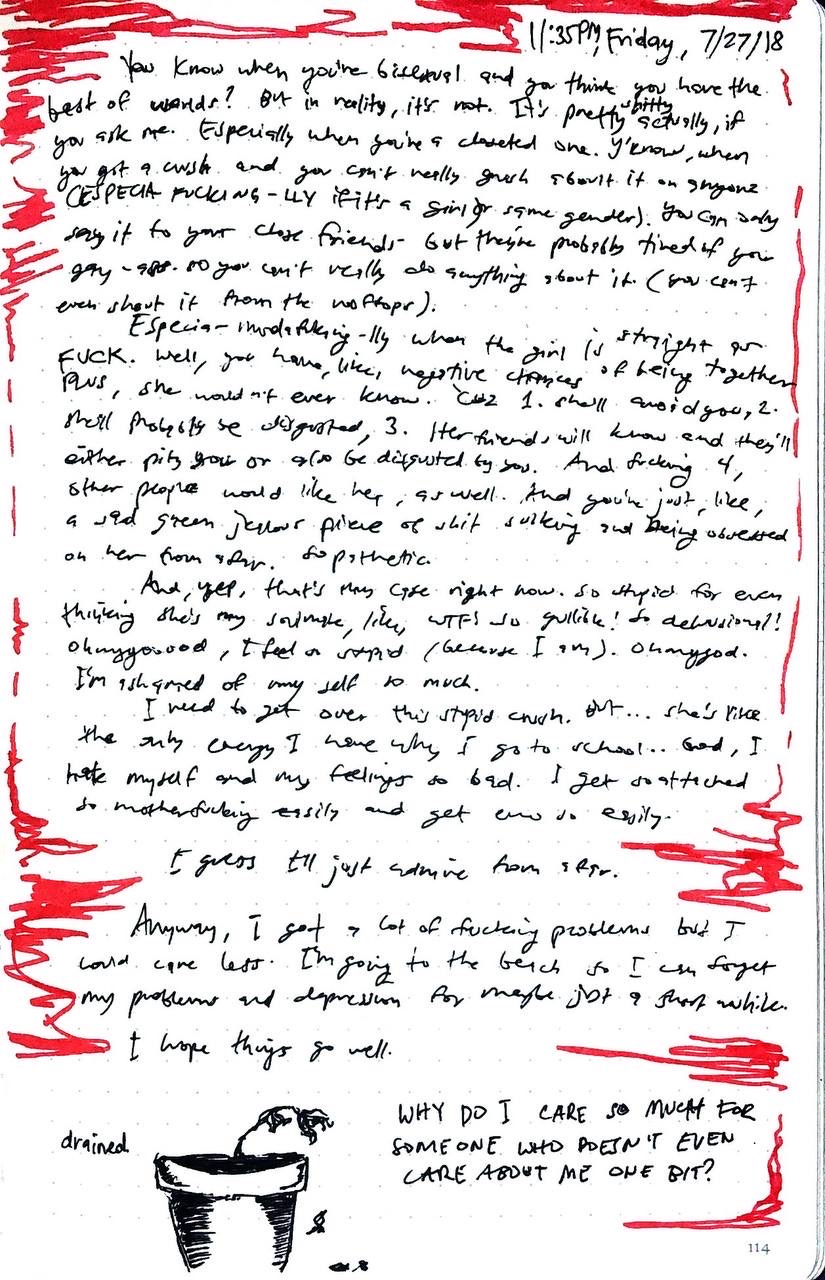 11:35PM, Friday, 7/27/18
You know when you're bisexual and you think you have the
best of worlds? But in reality, it's not. It's pretty shitty actually, if
you ask me. Especially when you're a closeted one. Y'know, when
you got a crush and you can't really gush about it on anyone
(ESPECIA FUCKING-LLY if it's a girl or same gender). You can only
say it to your close friends- but they're probably tired of your
gay-ass. so you can't really do anything about it. (you can't
even shout it from the rooftops).
Especia-muda fucking-lly when the girl is straight as
FUCK. Well, you have, like, negative chances of being together
Plus, she wouldn't ever know. 'Cuz 1. she'll avoid you, 2.
she'll probably be disgusted, 3. Her friends will know and they'll
either pity you or also be disgusted by you. And fucking 4,
other people would like her, as well. And you're just, like,
a sad green jealous piece of shit sulking and being obsessed
on her from afar. So pathetic.
And, yep, that's my case right now. so stupid for even
thinking she's my soulmate, like, WTF! so gullible! So delusional!
Ohmygoood, I feel so stupid (because I am). Ohmygod.
I'm ashamed of my self so much.
I need to get over this stupid crush. But... she's like
the only energy I have why I go to school.. God, I
hate myself and my feelings so bad. I get so attached
so motherfucking easily and get emo so easily.
I guess I'll just admire from afar.
Anyway, I got a lot of fucking problems but I
could care less. I'm going to the beach so I can forget
my problems and depression for maybe just a short awhile.
I hope things go well.
drained
WHY DO I CARE SO MUCH FOR
SOMEONE WHO DOESN'T EVEN
CARE ABOUT ME ONE BIT?
114